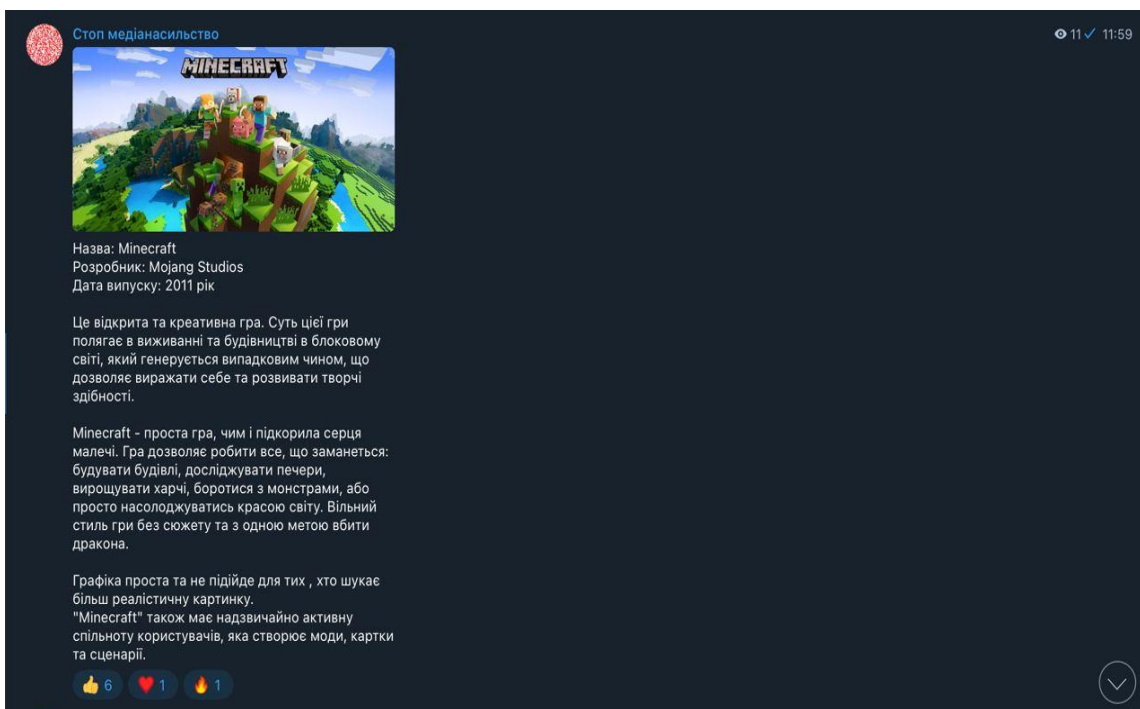 Стоп медіанасильство
11 11:59
MINECRAFT
Назва: Minecraft
Розробник: Mojang Studios
Дата випуску: 2011 рік
Це відкрита та креативна гра. Суть цієї гри
полягає в виживанні та будівництві в блоковому
світі, який генерується випадковим чином, що
дозволяє виражати себе та розвивати творчі
здібності.
Minecraft - проста гра, чим і підкорила серця
малечі. Гра дозволяє робити все, що заманеться:
будувати будівлі, досліджувати печери,
вирощувати харчі, боротися з монстрами, або
просто насолоджуватись красою світу. Вільний
стиль гри без сюжету та з одною метою вбити
дракона.
Графіка проста та не підійде для тих , хто шукає
більш реалістичну картинку.
"Minecraft" також має надзвичайно активну
спільноту користувачів, яка створює моди, картки
та сценарії.
6 1 1